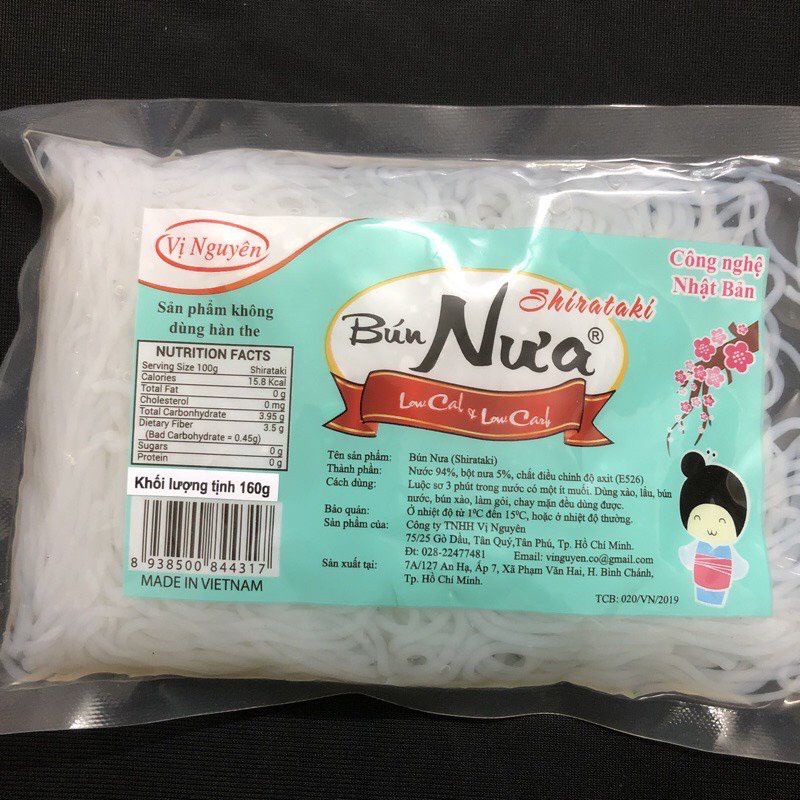 Vị Nguyên
Sản phẩm không
dùng hàn the
NUTRITION FACTS
Serving Size 100g Shirataki
Calories 15.8 Kcal
Total Fat 0 g
Cholesterol 0 mg
Total Carbonhydrate 3.95 g
Dietary Fiber 3.5 g
(Bad Carbohydrate = 0.45g)
Sugars 0 g
Protein 0 g
Khối lượng tịnh 160g
8 938500 844317
MADE IN VIETNAM
Shirataki
Bún Nưa®
Low Cal & Low Carb
Công nghệ
Nhật Bản
Tên sản phẩm: Bún Nưa (Shirataki)
Thành phần: Nước 94%, bột nưa 5%, chất điều chỉnh độ axit (E526)
Cách dùng: Luộc sơ 3 phút trong nước có một ít muối. Dùng xào, lẩu, bún
nước, bún xào, làm gỏi, chay mặn đều dùng được.
Bảo quản: Ở nhiệt độ từ 1⁰C đến 15⁰C, hoặc ở nhiệt độ thường.
Sản phẩm của: Công ty TNHH Vị Nguyên
75/25 Gò Dầu, Tân Quý,Tân Phú, Tp. Hồ Chí Minh.
Đt: 028-22477481 Email: vinguyen.co@gmail.com
Sản xuất tại: 7A/127 An Hạ, Ấp 7, Xã Phạm Văn Hai, H. Bình Chánh,
Tp. Hồ Chí Minh.
TCB: 020/VN/2019